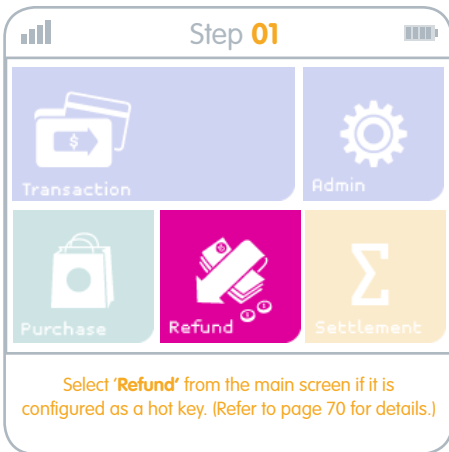 Step 01
Transaction
Admin
Purchase
Refund
Settlement
Select ‘Refund’ from the main screen if it is
configured as a hot key. (Refer to page 70 for details.)